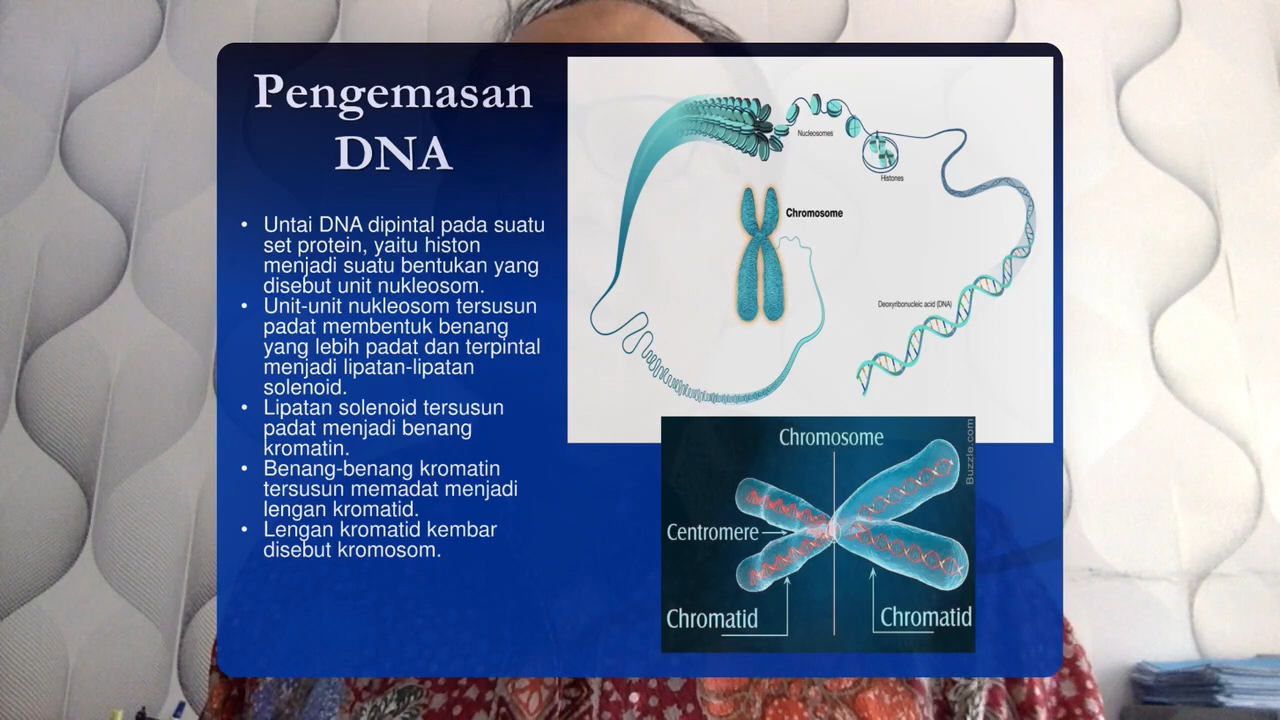 Pengemasan
DNA
• Untai DNA dipintal pada suatu
set protein, yaitu histon
menjadi suatu bentukan yang
disebut unit nukleosom.
• Unit-unit nukleosom tersusun
padat membentuk benang
yang lebih padat dan terpintal
menjadi lipatan-lipatan
solenoid.
• Lipatan solenoid tersusun
padat menjadi benang
kromatin.
• Benang-benang kromatin
tersusun memadat menjadi
lengan kromatid.
• Lengan kromatid kembar
disebut kromosom.
Nucleosomes
Histones
Chromosome
Deoxyribonucleic acid (DNA)
Chromosome
Buzzle.com
Centromere
Chromatid
Chromatid